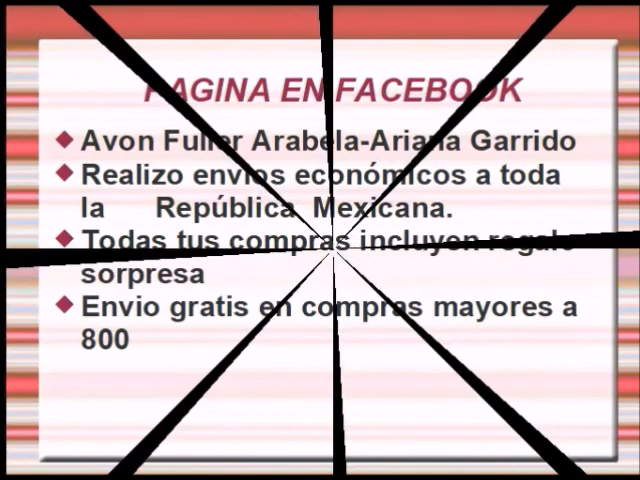 PAGINA EN FACEBOOK
Avon Fuller Arabela-Ariana Garrido
Realizo envios económicos a toda
la República Mexicana.
Todas tus compras incluyen regalo
sorpresa
Envio gratis en compras mayores a
800